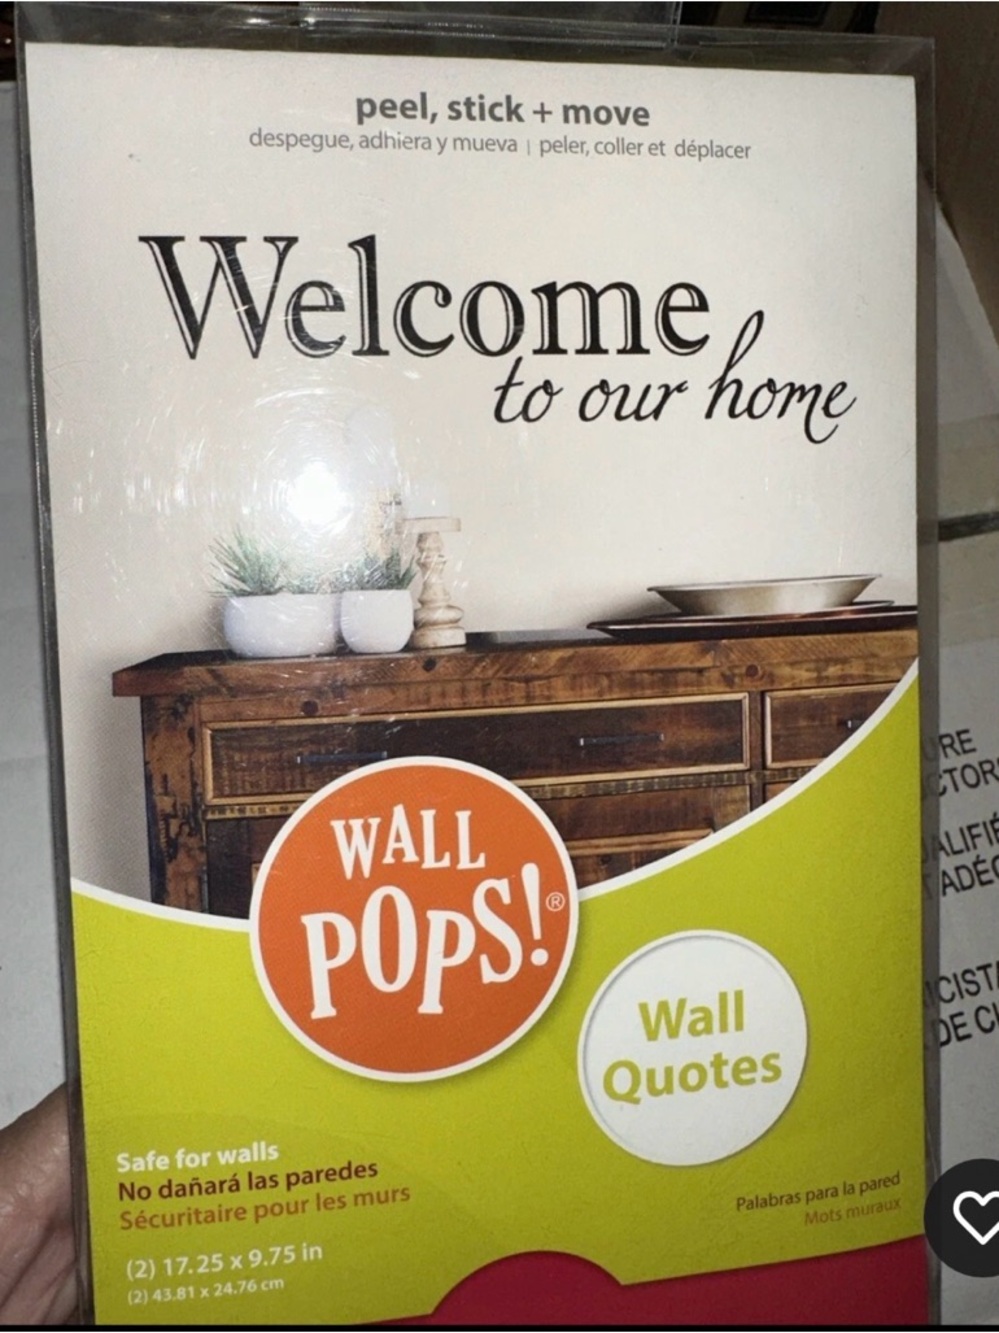 peel, stick + move
despegue, adhiera y mueva | peler, coller et déplacer
Welcome
to our home
WALL
POPS!®
Wall
Quotes
Safe for walls
No dañará las paredes
Sécuritaire pour les murs
Palabras para la pared
Mots muraux
(2) 17.25 x 9.75 in
(2) 43.81 x 24.76 cm